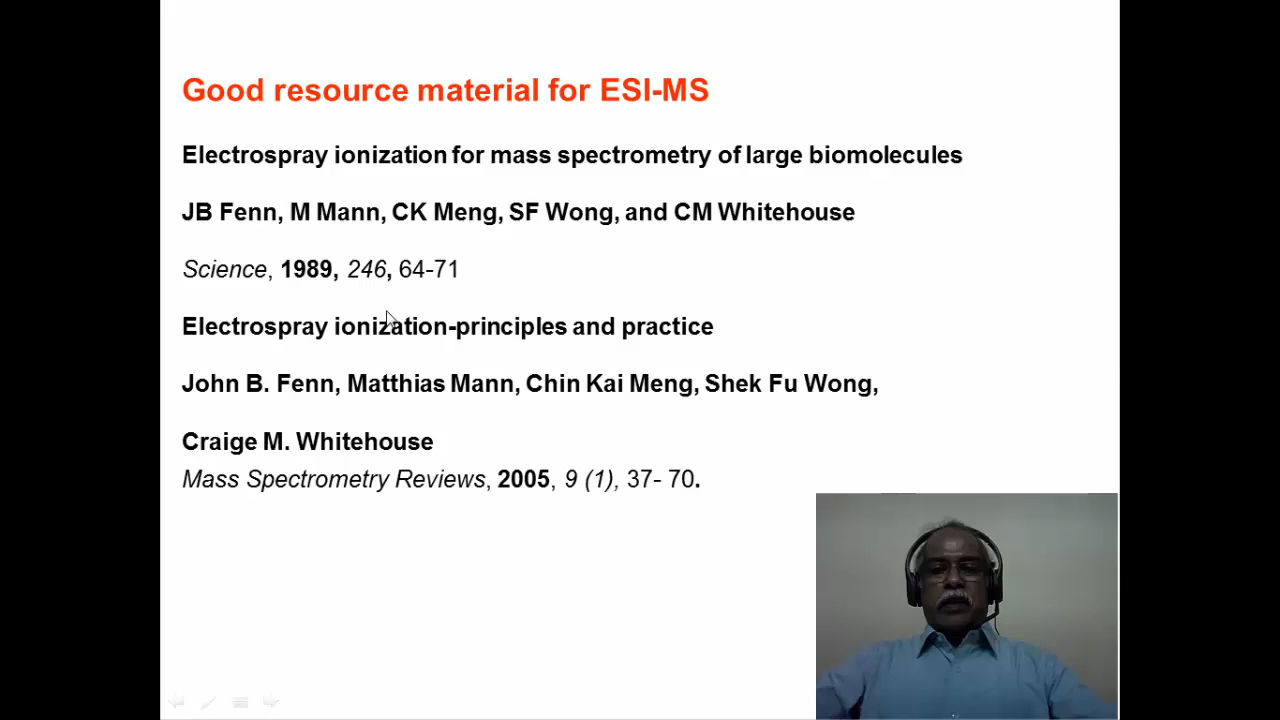 Good resource material for ESI-MS
Electrospray ionization for mass spectrometry of large biomolecules
JB Fenn, M Mann, CK Meng, SF Wong, and CM Whitehouse
Science, 1989, 246, 64-71
Electrospray ionization-principles and practice
John B. Fenn, Matthias Mann, Chin Kai Meng, Shek Fu Wong,
Craige M. Whitehouse
Mass Spectrometry Reviews, 2005, 9 (1), 37- 70.